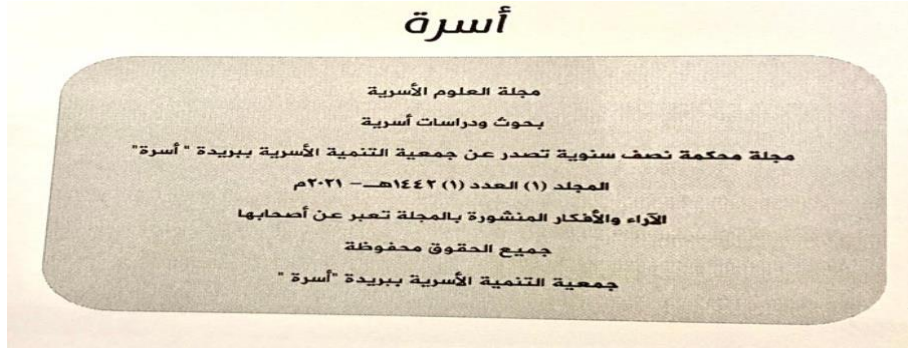 أسرة
مجلة العلوم الأسرية
بحوث ودراسات أسرية
مجلة محكمة نصف سنوية تصدر عن جمعية التنمية الأسرية ببريدة " أسرة"
المجلد (١) العدد (١) ١٤٤٢هـــ – ٢٠٢١م
الآراء والأفكار المنشورة بالمجلة تعبر عن أصحابها
جميع الحقوق محفوظة
جمعية التنمية الأسرية ببريدة "أسرة "